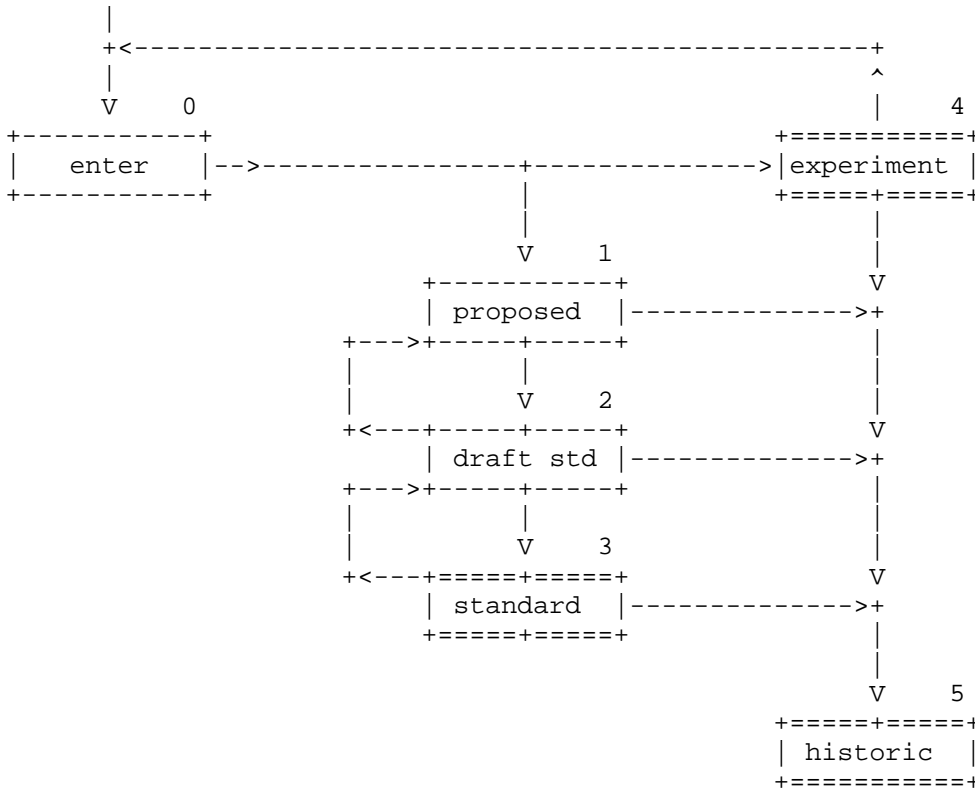 0
4
enter
experiment
1
proposed
2
draft std
3
standard
5
historic